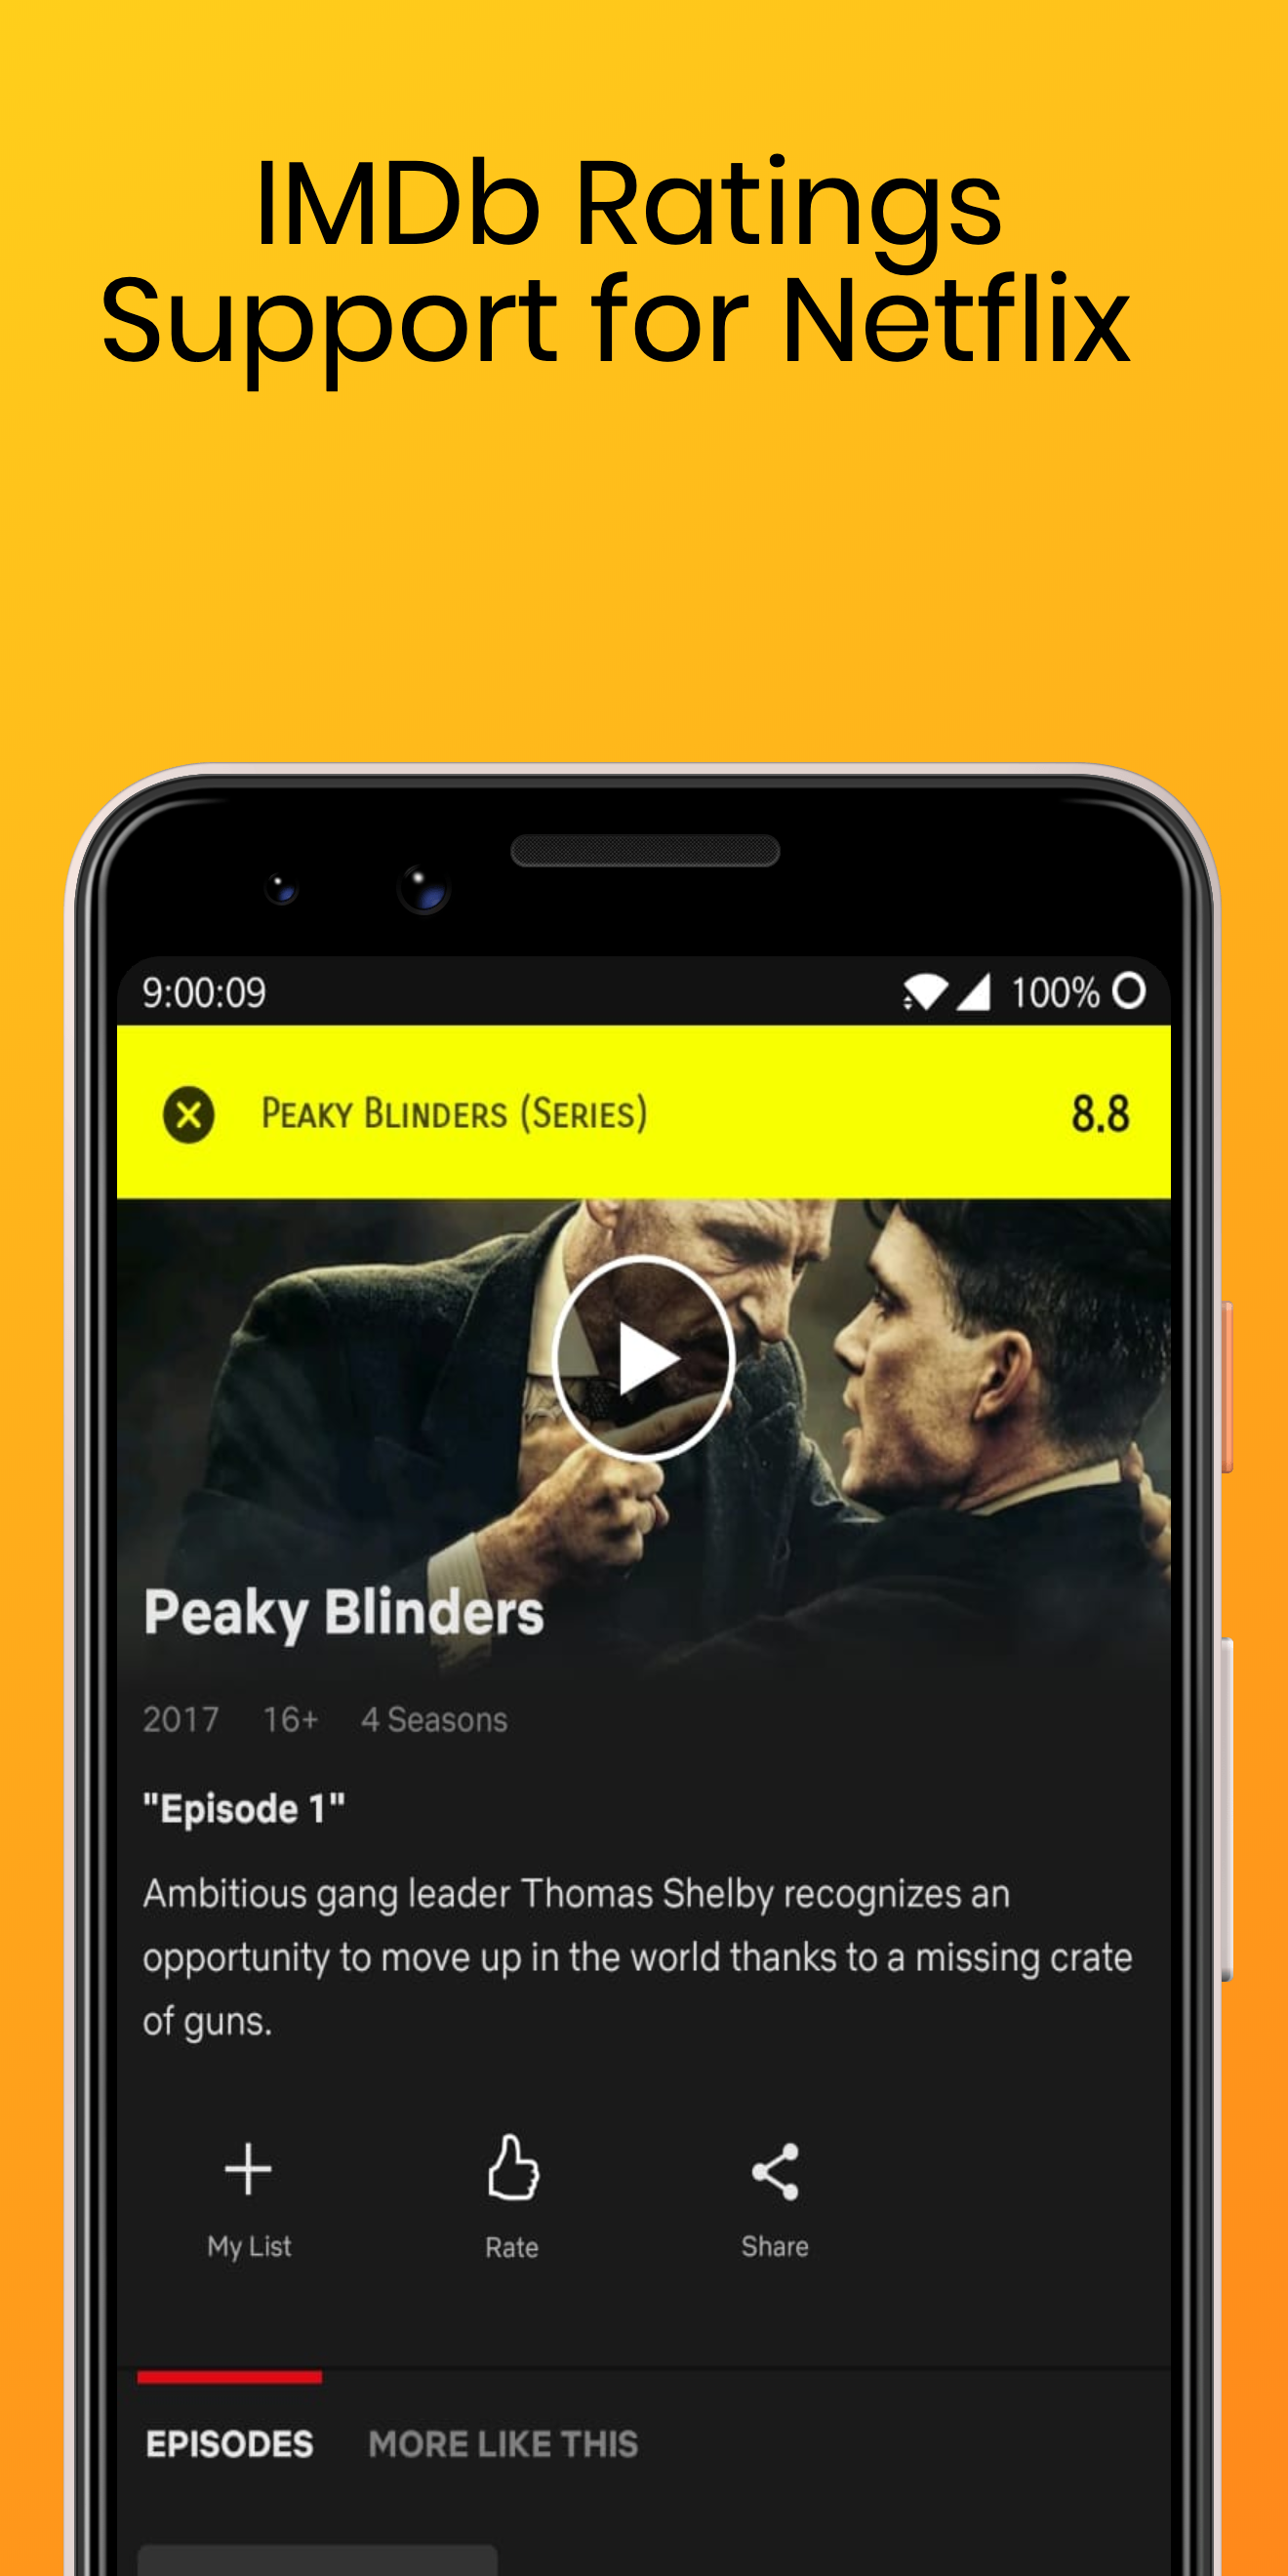 IMDb Ratings
Support for Netflix
9:00:09 100%
PEAKY BLINDERS (SERIES) 8.8
Peaky Blinders
2017 16+ 4 Seasons
"Episode 1"
Ambitious gang leader Thomas Shelby recognizes an
opportunity to move up in the world thanks to a missing crate
of guns.
My List Rate Share
EPISODES MORE LIKE THIS